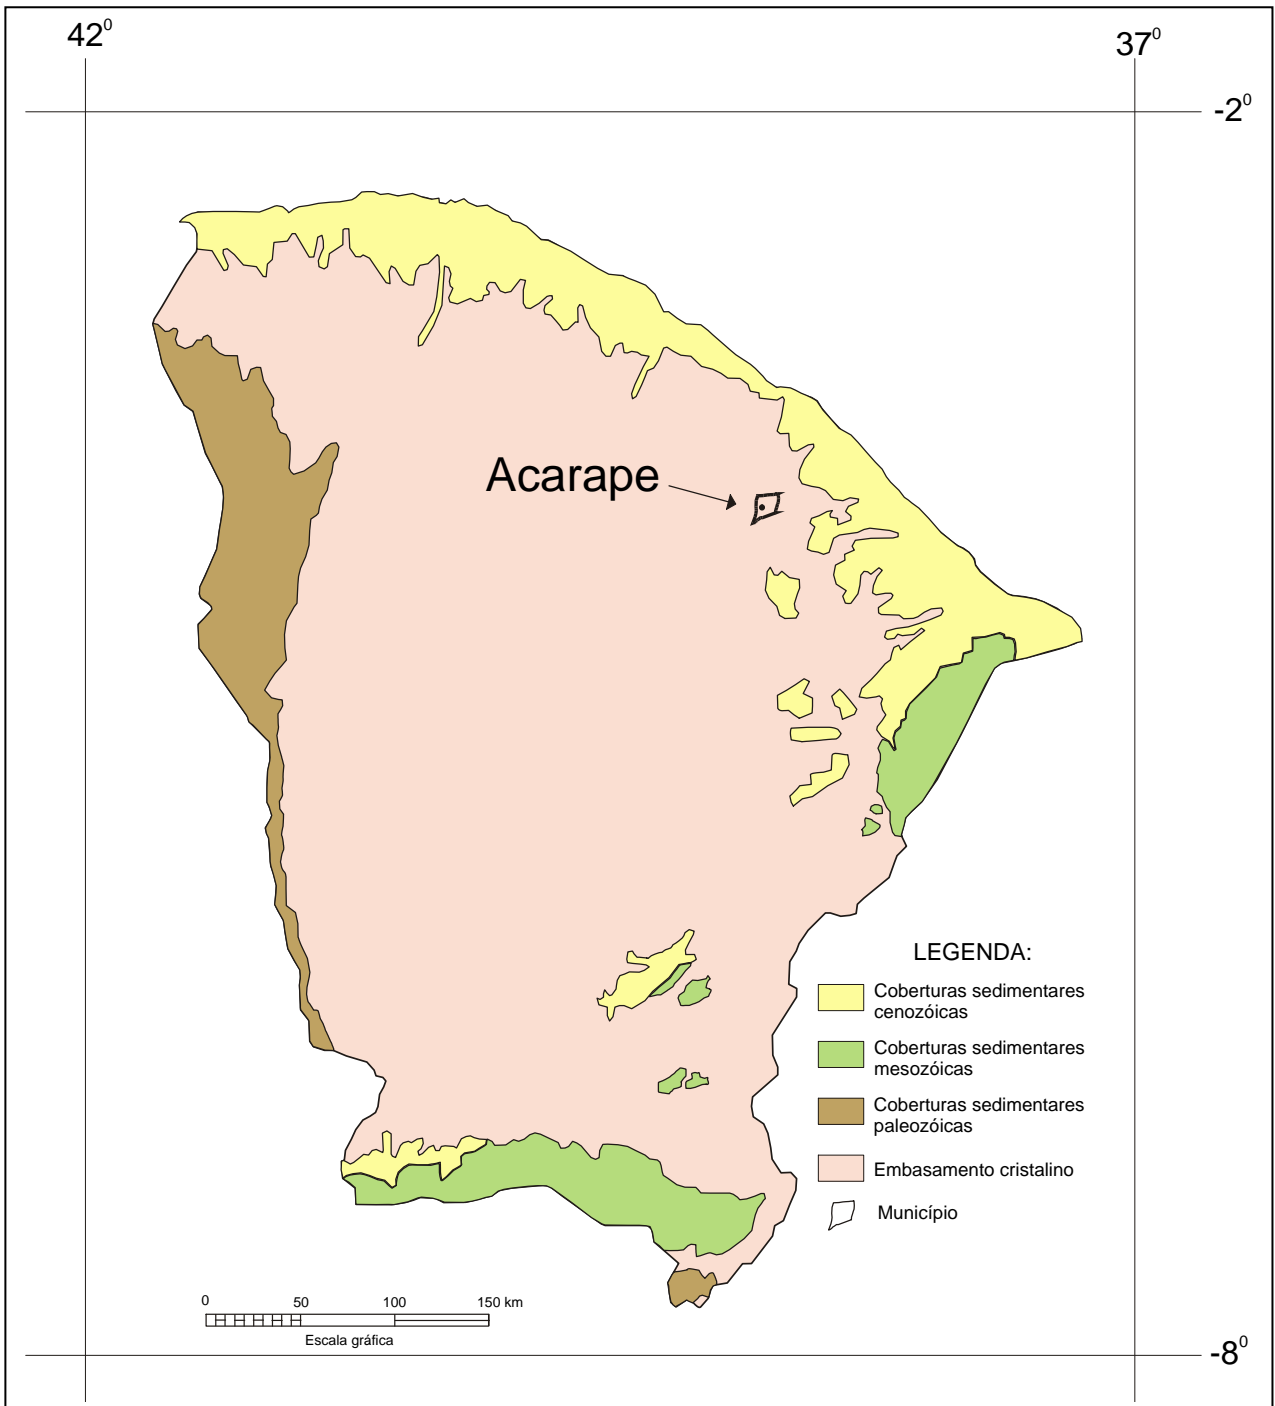 42⁰
37⁰
-2⁰
Acarape
LEGENDA:
Coberturas sedimentares
cenozóicas
Coberturas sedimentares
mesozóicas
Coberturas sedimentares
paleozóicas
Embasamento cristalino
Município
0 50 100 150 km
Escala gráfica
-8⁰